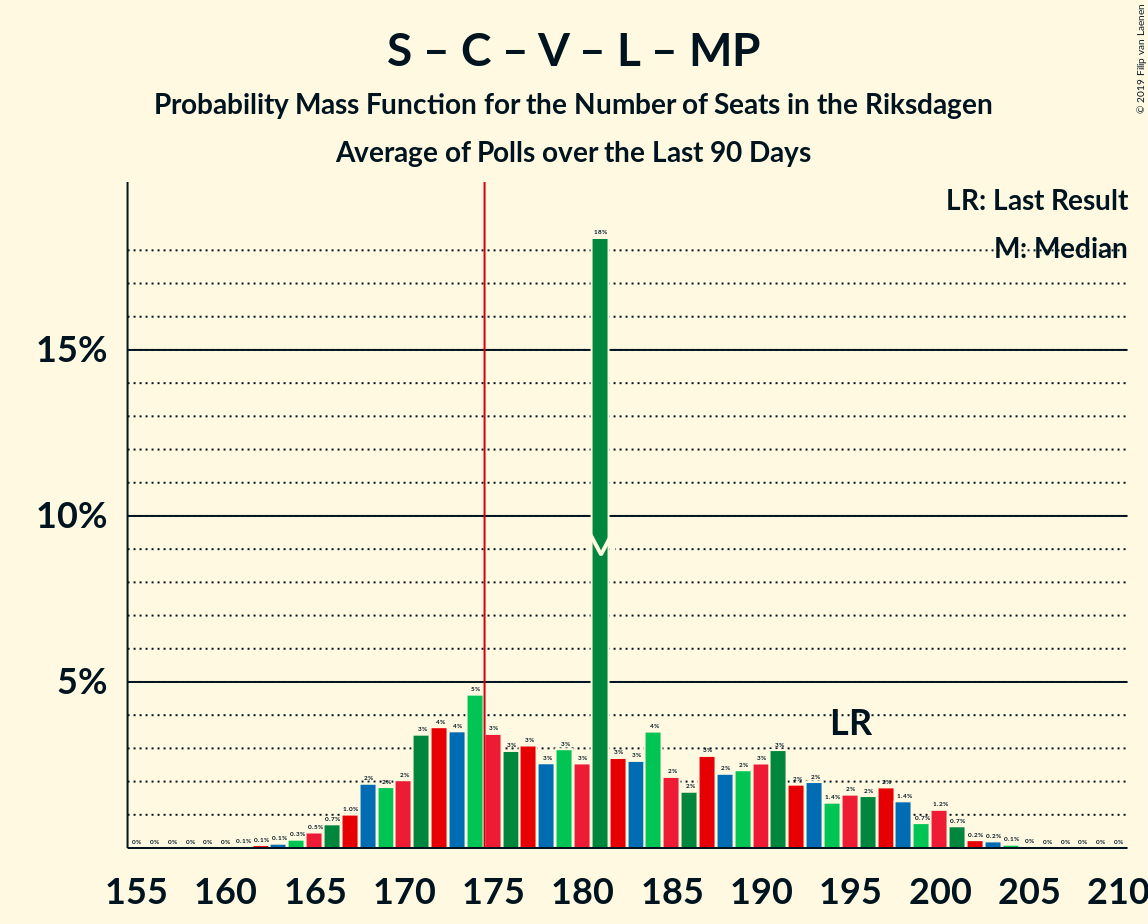 © 2019 Filip van Laenen
S – C – V – L – MP
Probability Mass Function for the Number of Seats in the Riksdagen
Average of Polls over the Last 90 Days
LR: Last Result
M: Median
15%
10%
5%
LR
0% 0% 0% 0% 0% 0% 0.1% 0.1% 0.1% 0.3% 0.5% 0.7% 1.0% 2% 2% 2% 3% 4% 4% 5% 3% 3% 3% 3% 3% 3% 18% 3% 3% 4% 2% 2% 3% 2% 2% 3% 3% 2% 2% 1.4% 2% 2% 2% 1.4% 0.7% 1.2% 0.7% 0.2% 0.2% 0.1% 0% 0% 0% 0% 0% 0%
155 160 165 170 175 180 185 190 195 200 205 210